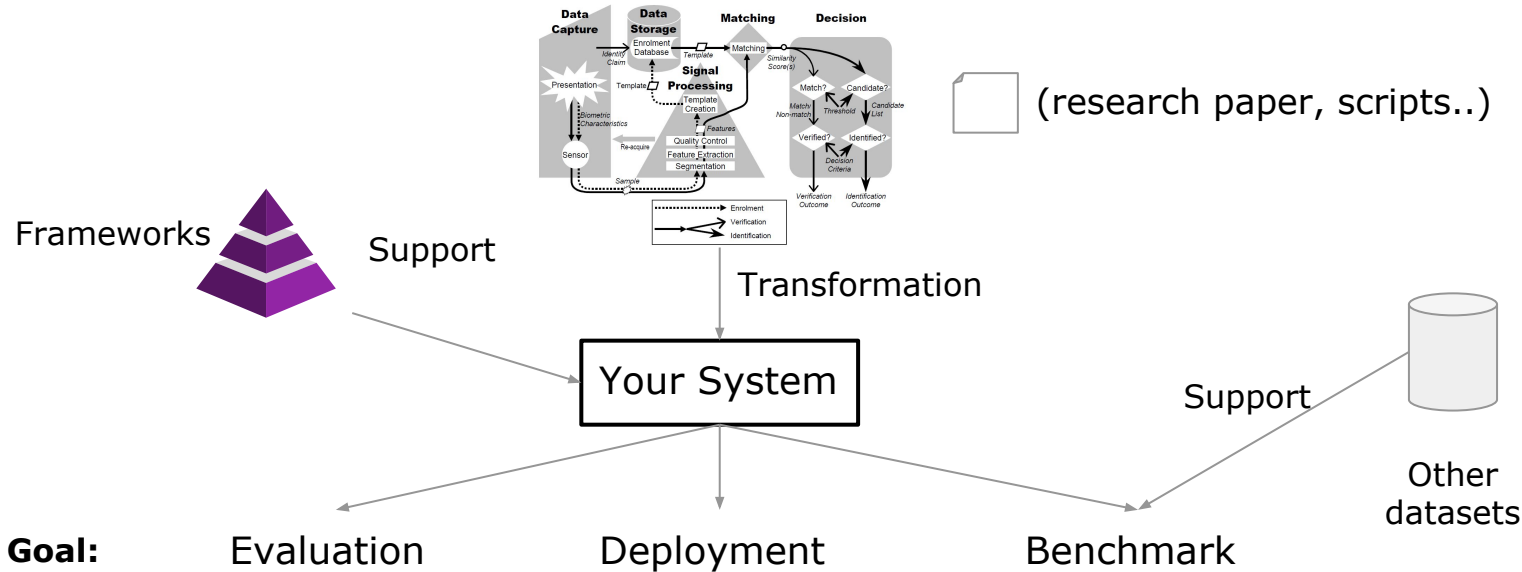 Data
Capture
Data
Storage
Matching
Decision
Enrolment
Database
Identity
Claim
Template
Matching
Similarity
Score(s)
Signal
Processing
Presentation
Template
Template
Creation
Match?
Candidate?
Biometric
Characteristics
Match/
Non-match
Threshold
Candidate
List
Features
Re-acquire
Quality Control
Feature Extraction
Segmentation
Sensor
Verified?
Identified?
Decision
Criteria
Sample
Verification
Outcome
Identification
Outcome
Enrolment
Verification
Identification
(research paper, scripts..)
Frameworks
Support
Transformation
Your System
Support
Other
datasets
Goal:
Evaluation
Deployment
Benchmark